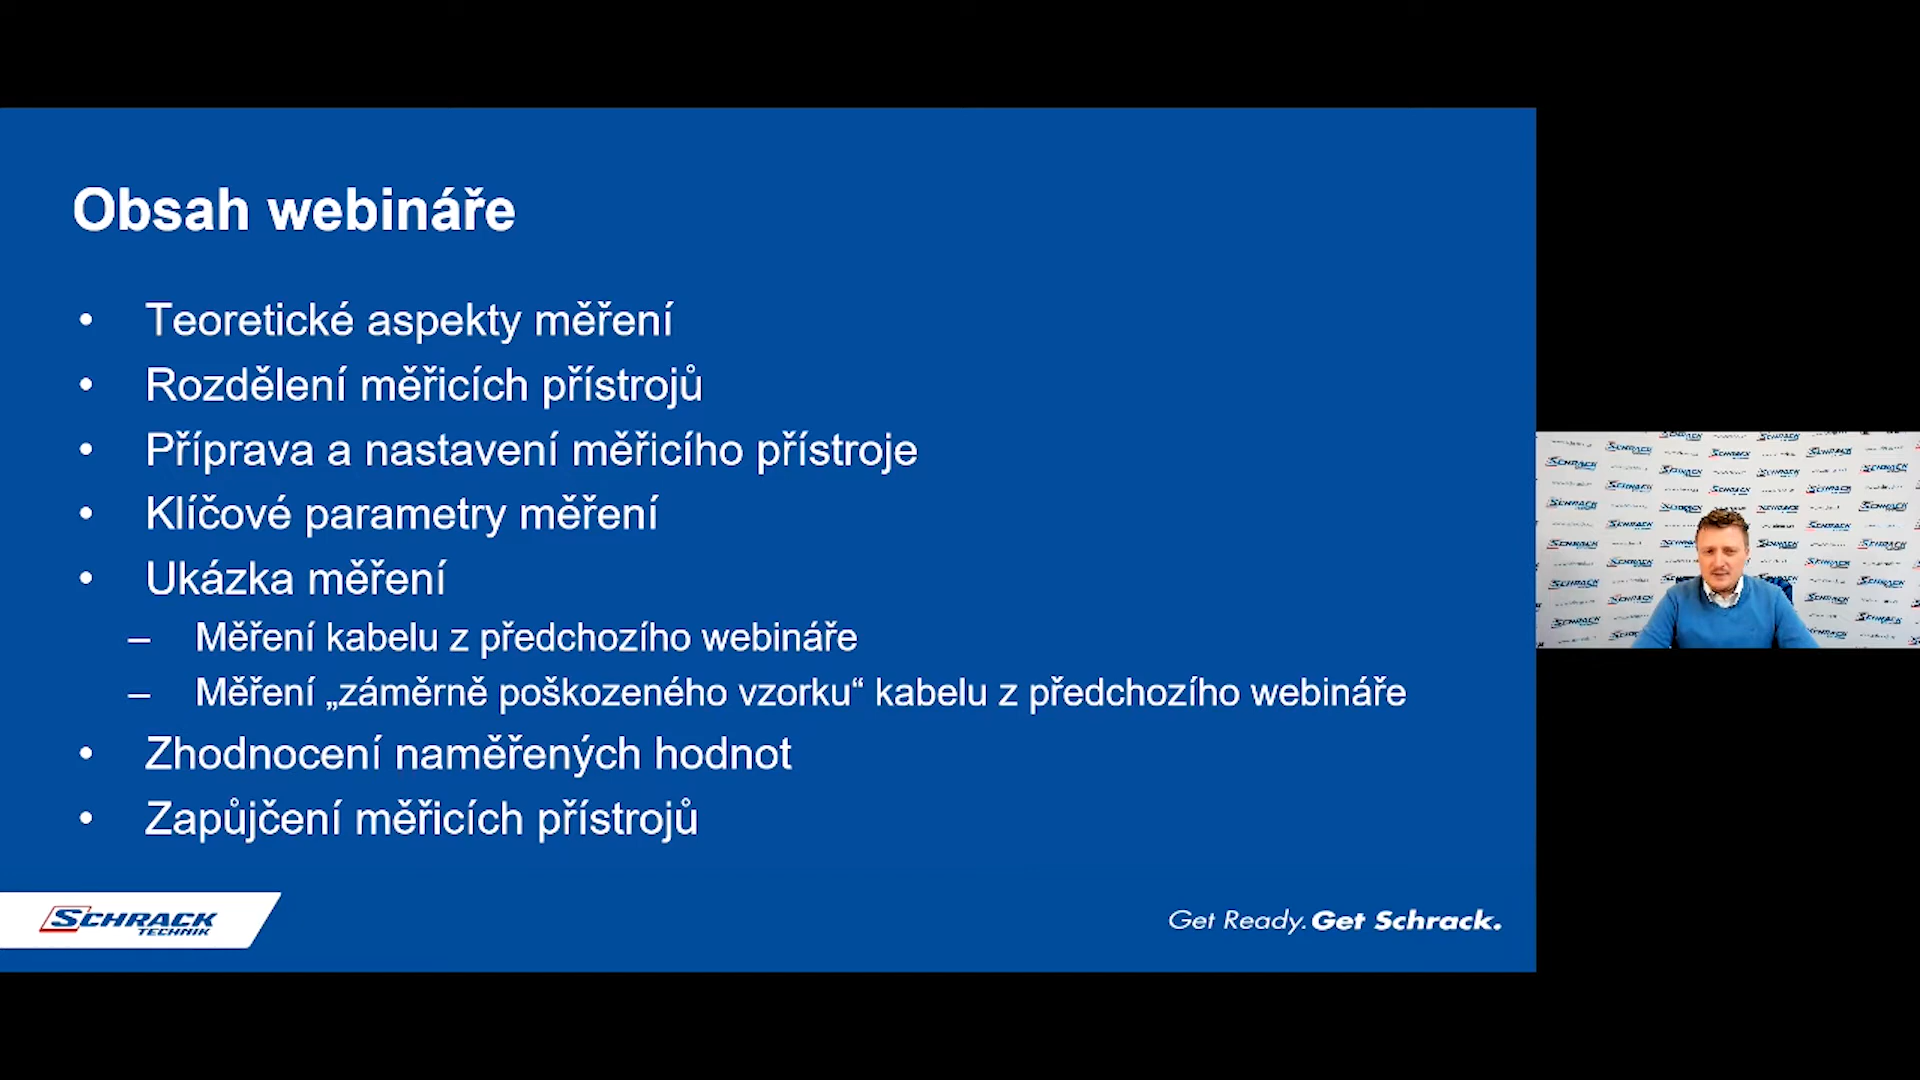 Obsah webináře
• Teoretické aspekty měření
• Rozdělení měřicích přístrojů
• Příprava a nastavení měřicího přístroje
• Klíčové parametry měření
• Ukázka měření
– Měření kabelu z předchozího webináře
– Měření „záměrně poškozeného vzorku“ kabelu z předchozího webináře
• Zhodnocení naměřených hodnot
• Zapůjčení měřicích přístrojů
SCHRACK
TECHNIK
Get Ready. Get Schrack.